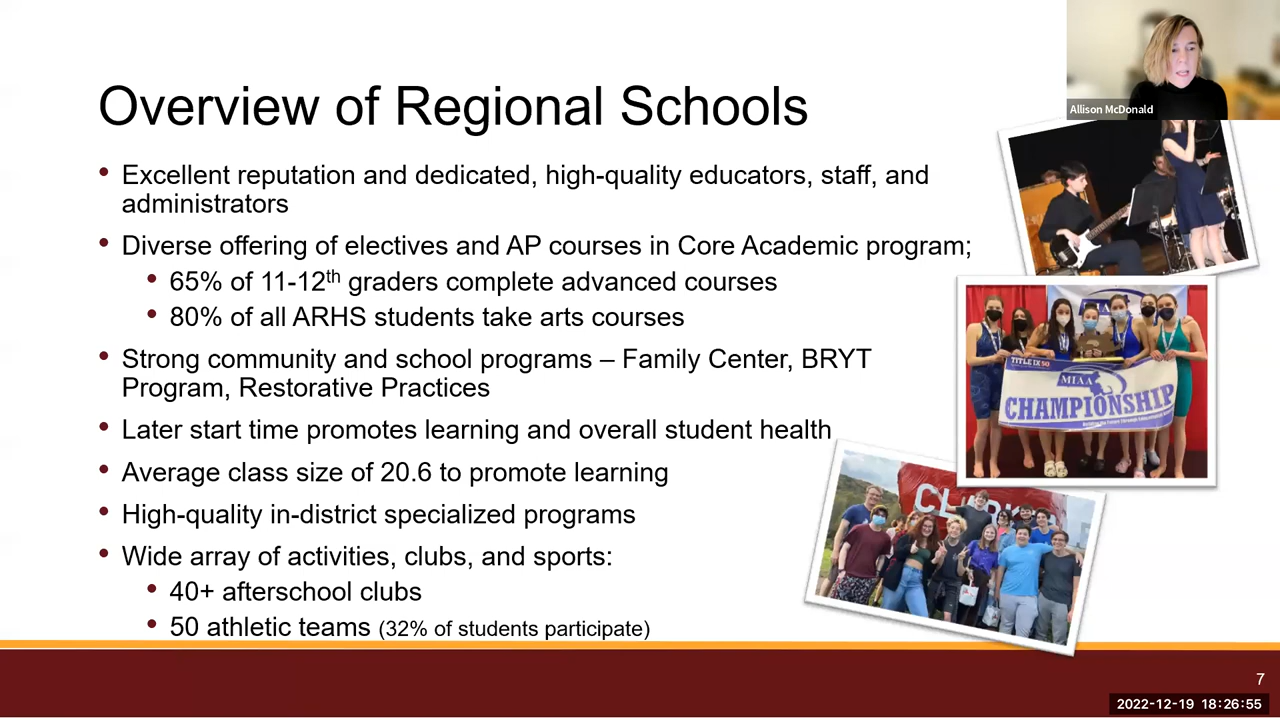 Allison McDonald
Overview of Regional Schools
• Excellent reputation and dedicated, high-quality educators, staff, and
administrators
• Diverse offering of electives and AP courses in Core Academic program;
• 65% of 11-12th graders complete advanced courses
• 80% of all ARHS students take arts courses
• Strong community and school programs – Family Center, BRYT
Program, Restorative Practices
• Later start time promotes learning and overall student health
• Average class size of 20.6 to promote learning
• High-quality in-district specialized programs
• Wide array of activities, clubs, and sports:
• 40+ afterschool clubs
• 50 athletic teams (32% of students participate)
TITLE IX 50
MIAA
CHAMPIONSHIP
7
2022-12-19 18:26:55